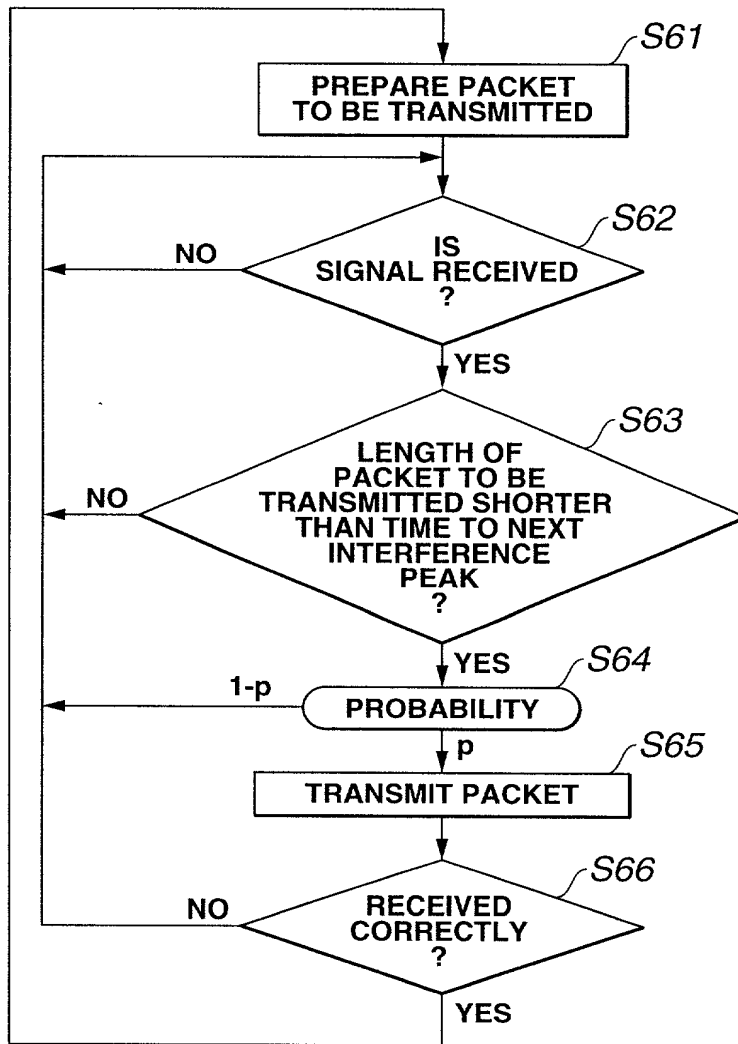 S61
PREPARE PACKET
TO BE TRANSMITTED
S62
IS
SIGNAL RECEIVED
?
NO
YES
S63
LENGTH OF
PACKET TO BE
TRANSMITTED SHORTER
THAN TIME TO NEXT
INTERFERENCE
PEAK
?
NO
YES
S64
1-p
PROBABILITY
p
S65
TRANSMIT PACKET
S66
NO
RECEIVED
CORRECTLY
?
YES